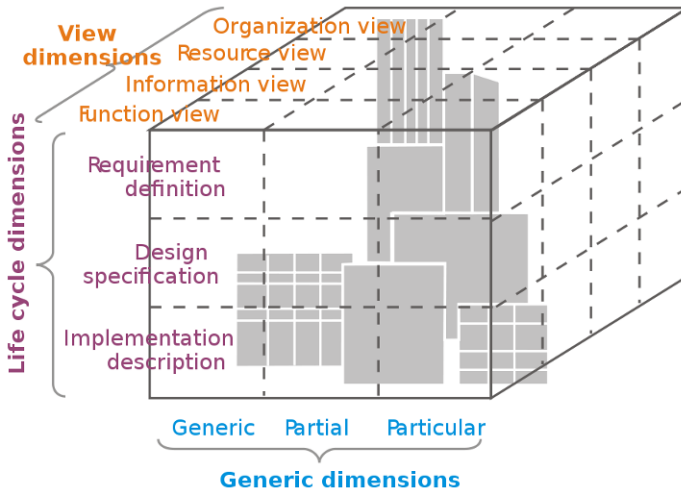 View
dimensions
Organization view
Resource view
Information view
Function view
Life cycle dimensions
Requirement
definition
Design
specification
Implementation
description
Generic
Partial
Particular
Generic dimensions